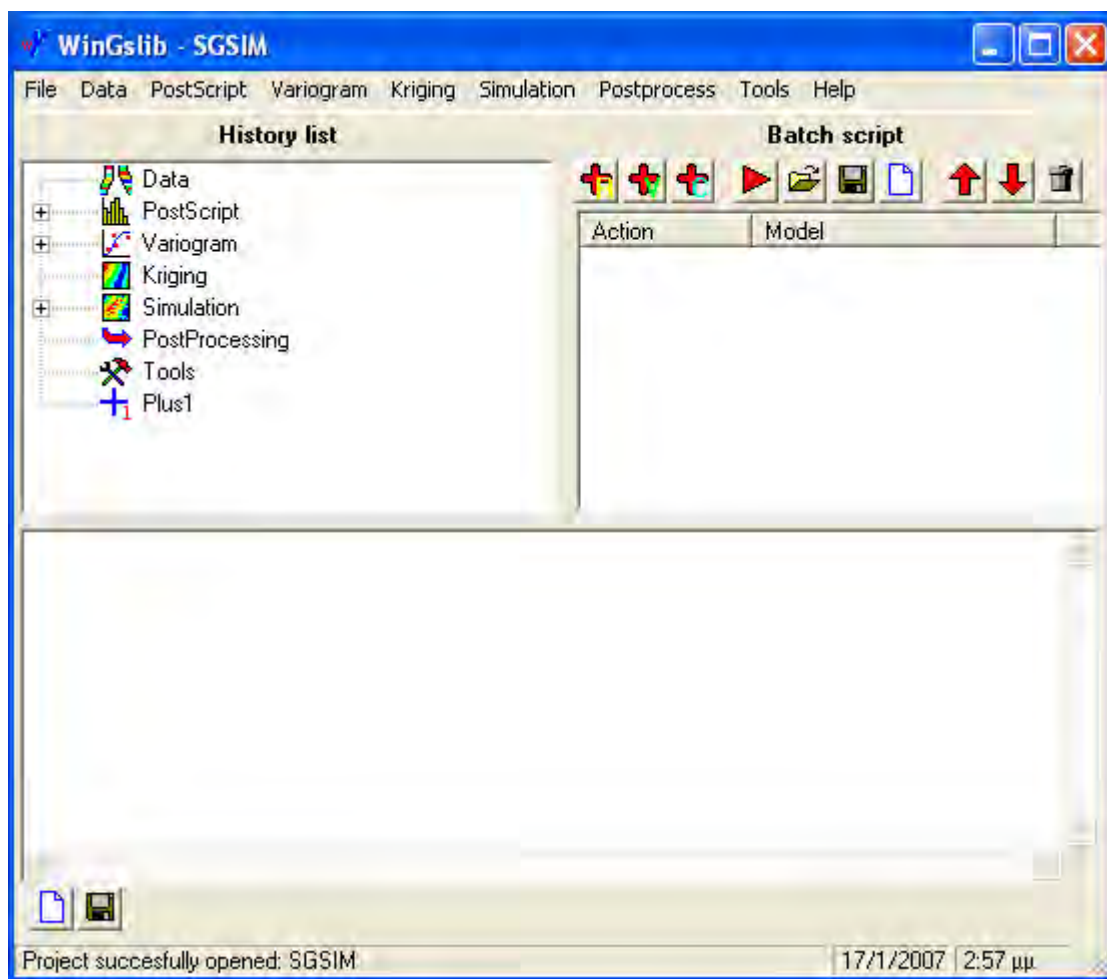 WinGslib - SGSIM
File Data PostScript Variogram Kriging Simulation Postprocess Tools Help
History list
Batch script
Data
PostScript
Variogram
Kriging
Simulation
PostProcessing
Tools
Plus1
Action Model
Project succesfully opened: SGSIM 17/1/2007 2:57 μμ